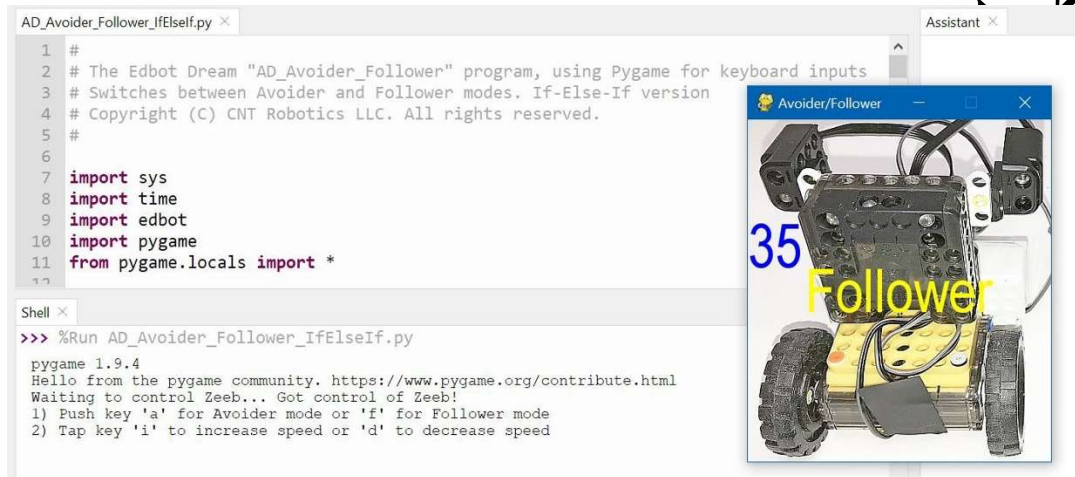 AD_Avoider_Follower_IfElseIf.py ×
1 #
2 # The Edbot Dream "AD_Avoider_Follower" program, using Pygame for keyboard inputs
3 # Switches between Avoider and Follower modes. If-Else-If version
4 # Copyright (C) CNT Robotics LLC. All rights reserved.
5 #
6
7 import sys
8 import time
9 import edbot
10 import pygame
11 from pygame.locals import *
12
Shell ×
>>> %Run AD_Avoider_Follower_IfElseIf.py
pygame 1.9.4
Hello from the pygame community. https://www.pygame.org/contribute.html
Waiting to control Zeeb... Got control of Zeeb!
1) Push key 'a' for Avoider mode or 'f' for Follower mode
2) Tap key 'i' to increase speed or 'd' to decrease speed
Assistant ×
Avoider/Follower
35
Follower